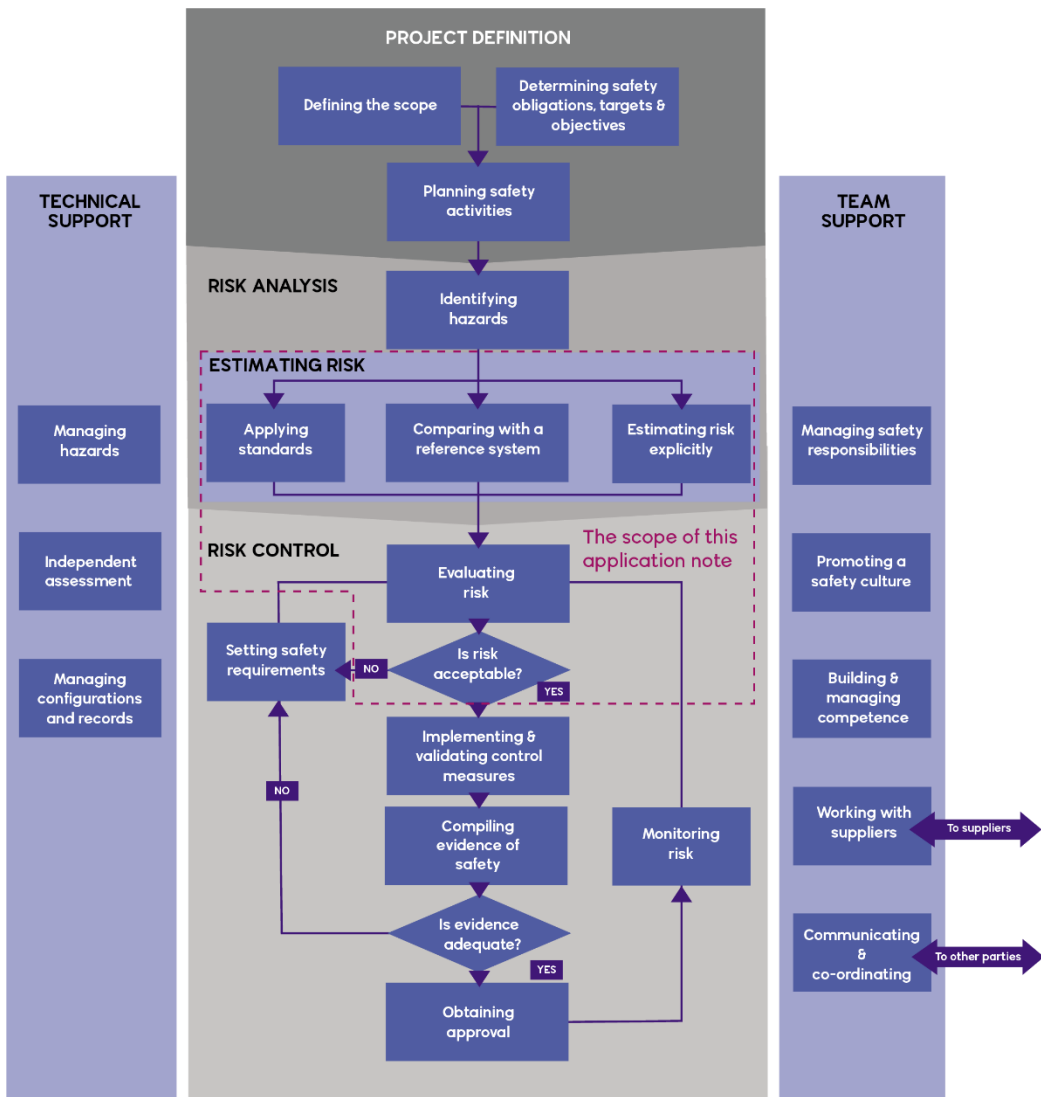 PROJECT DEFINITION
Defining the
scope
Determining safety
obligations, targets &
objectives
Planning safety
activities
TECHNICAL
SUPPORT
Managing
hazards
Independent
assessment
Managing
configurations
and records
RISK ANALYSIS
Identifying
hazards
ESTIMATING RISK
Applying
standards
Comparing with a
reference system
Estimating risk
explicitly
RISK CONTROL
The scope of this
application note
Evaluating
risk
Setting safety
requirements
NO
Is risk
acceptable?
YES
Implementing &
validating control
measures
NO
Compiling
evidence of
safety
Monitoring
risk
Is evidence
adequate?
YES
Obtaining
approval
TEAM
SUPPORT
Managing safety
responsibilities
Promoting a
safety culture
Building &
managing
competence
Working with
suppliers
To suppliers
Communicating
&
co-ordinating
To other parties